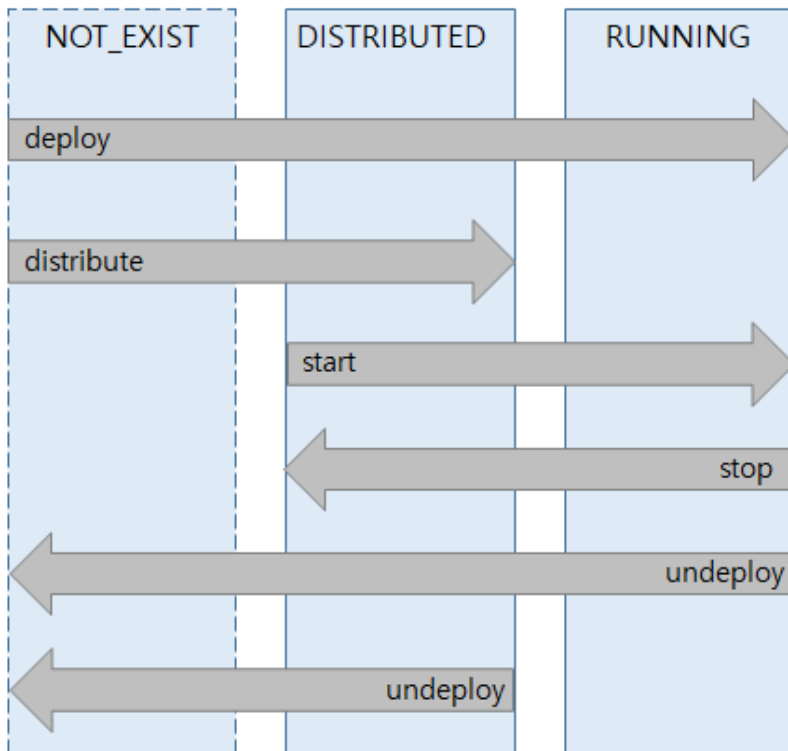 NOT_EXIST DISTRIBUTED RUNNING
deploy
distribute
start
stop
undeploy
undeploy